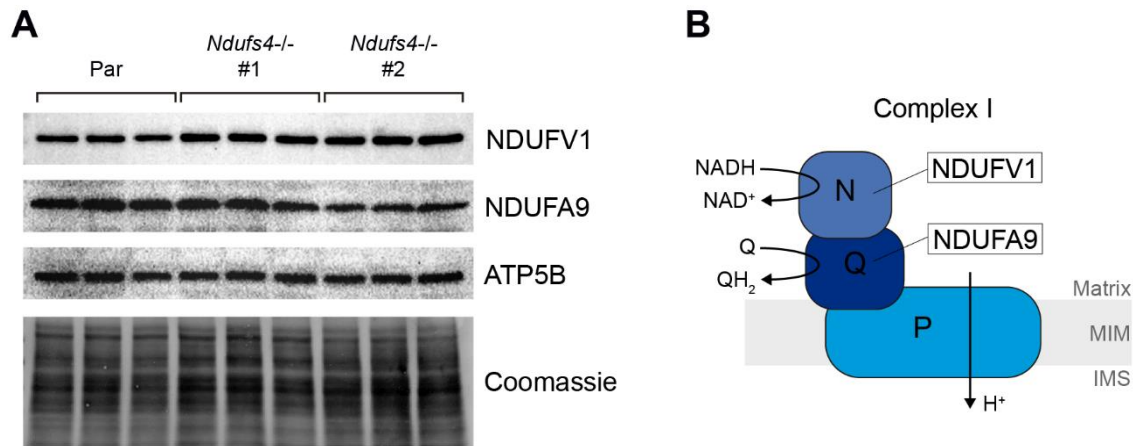 A
Par
Ndufs4-/-
#1
Ndufs4-/-
#2
NDUFV1
NDUFA9
ATP5B
Coomassie
B
Complex I
NADH
NAD⁺
N
NDUFV1
Q
QH₂
Q
NDUFA9
P
Matrix
MIM
IMS
H⁺